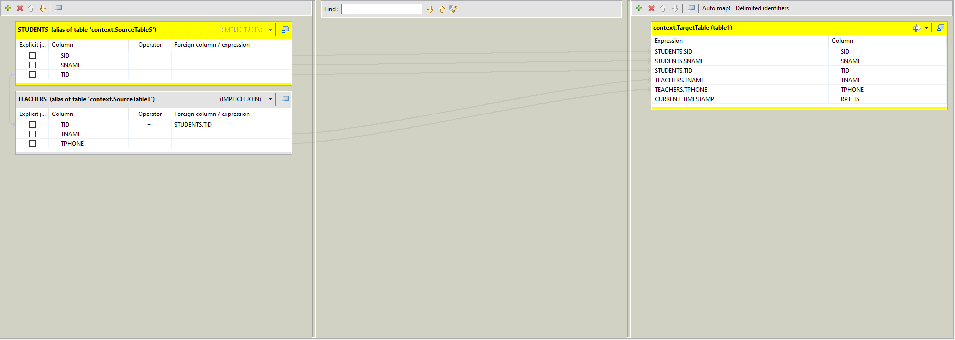 Find:
Auto map! Delimited identifiers
STUDENTS (alias of table 'context.SourceTableS')
(IMPLICIT JOIN)
Explicit j... Column Operator Foreign column / expression
SID
SNAME
TID
TEACHERS (alias of table 'context.SourceTableT')
(IMPLICIT JOIN)
Explicit j... Column Operator Foreign column / expression
TID = STUDENTS.TID
TNAME
TPHONE
context.TargetTable (table1)
Expression Column
STUDENTS.SID SID
STUDENTS.SNAME SNAME
STUDENTS.TID TID
TEACHERS.TNAME TNAME
TEACHERS.TPHONE TPHONE
CURRENT_TIMESTAMP